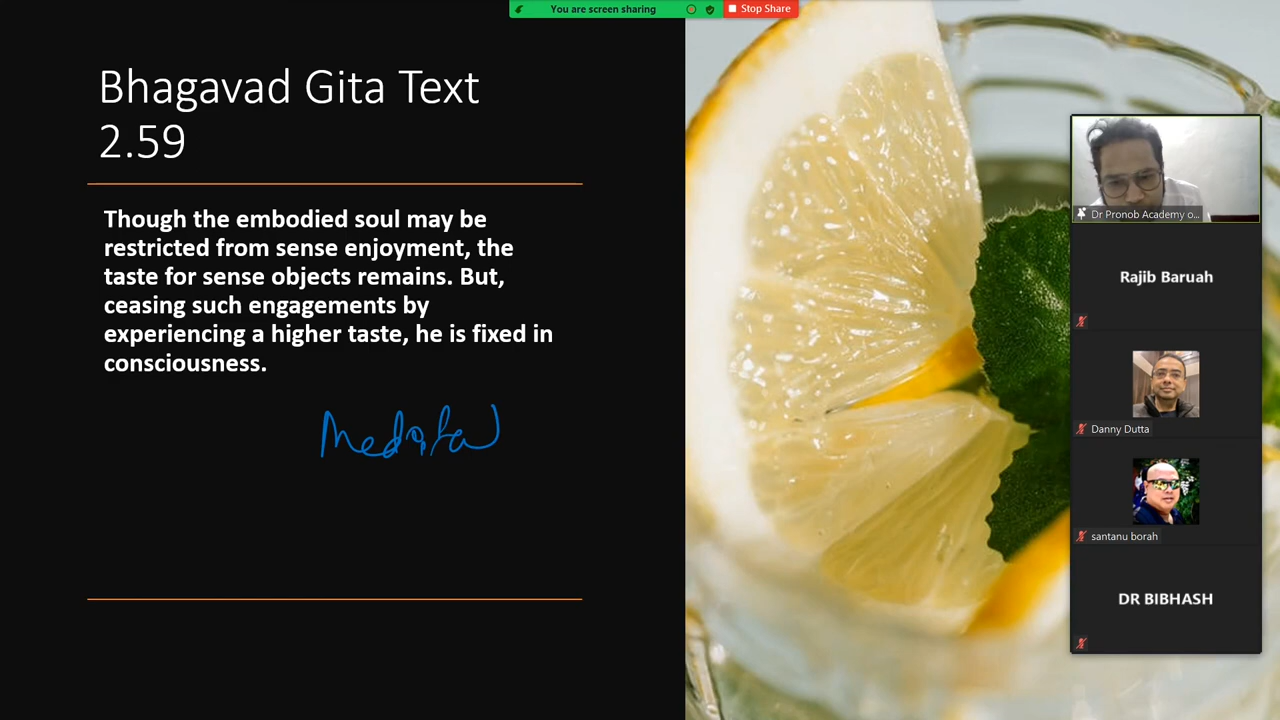 You are screen sharing
Stop Share
Bhagavad Gita Text
2.59
Though the embodied soul may be
restricted from sense enjoyment, the
taste for sense objects remains. But,
ceasing such engagements by
experiencing a higher taste, he is fixed in
consciousness.
Dr Pronob Academy o...
Rajib Baruah
Danny Dutta
santanu borah
DR BIBHASH